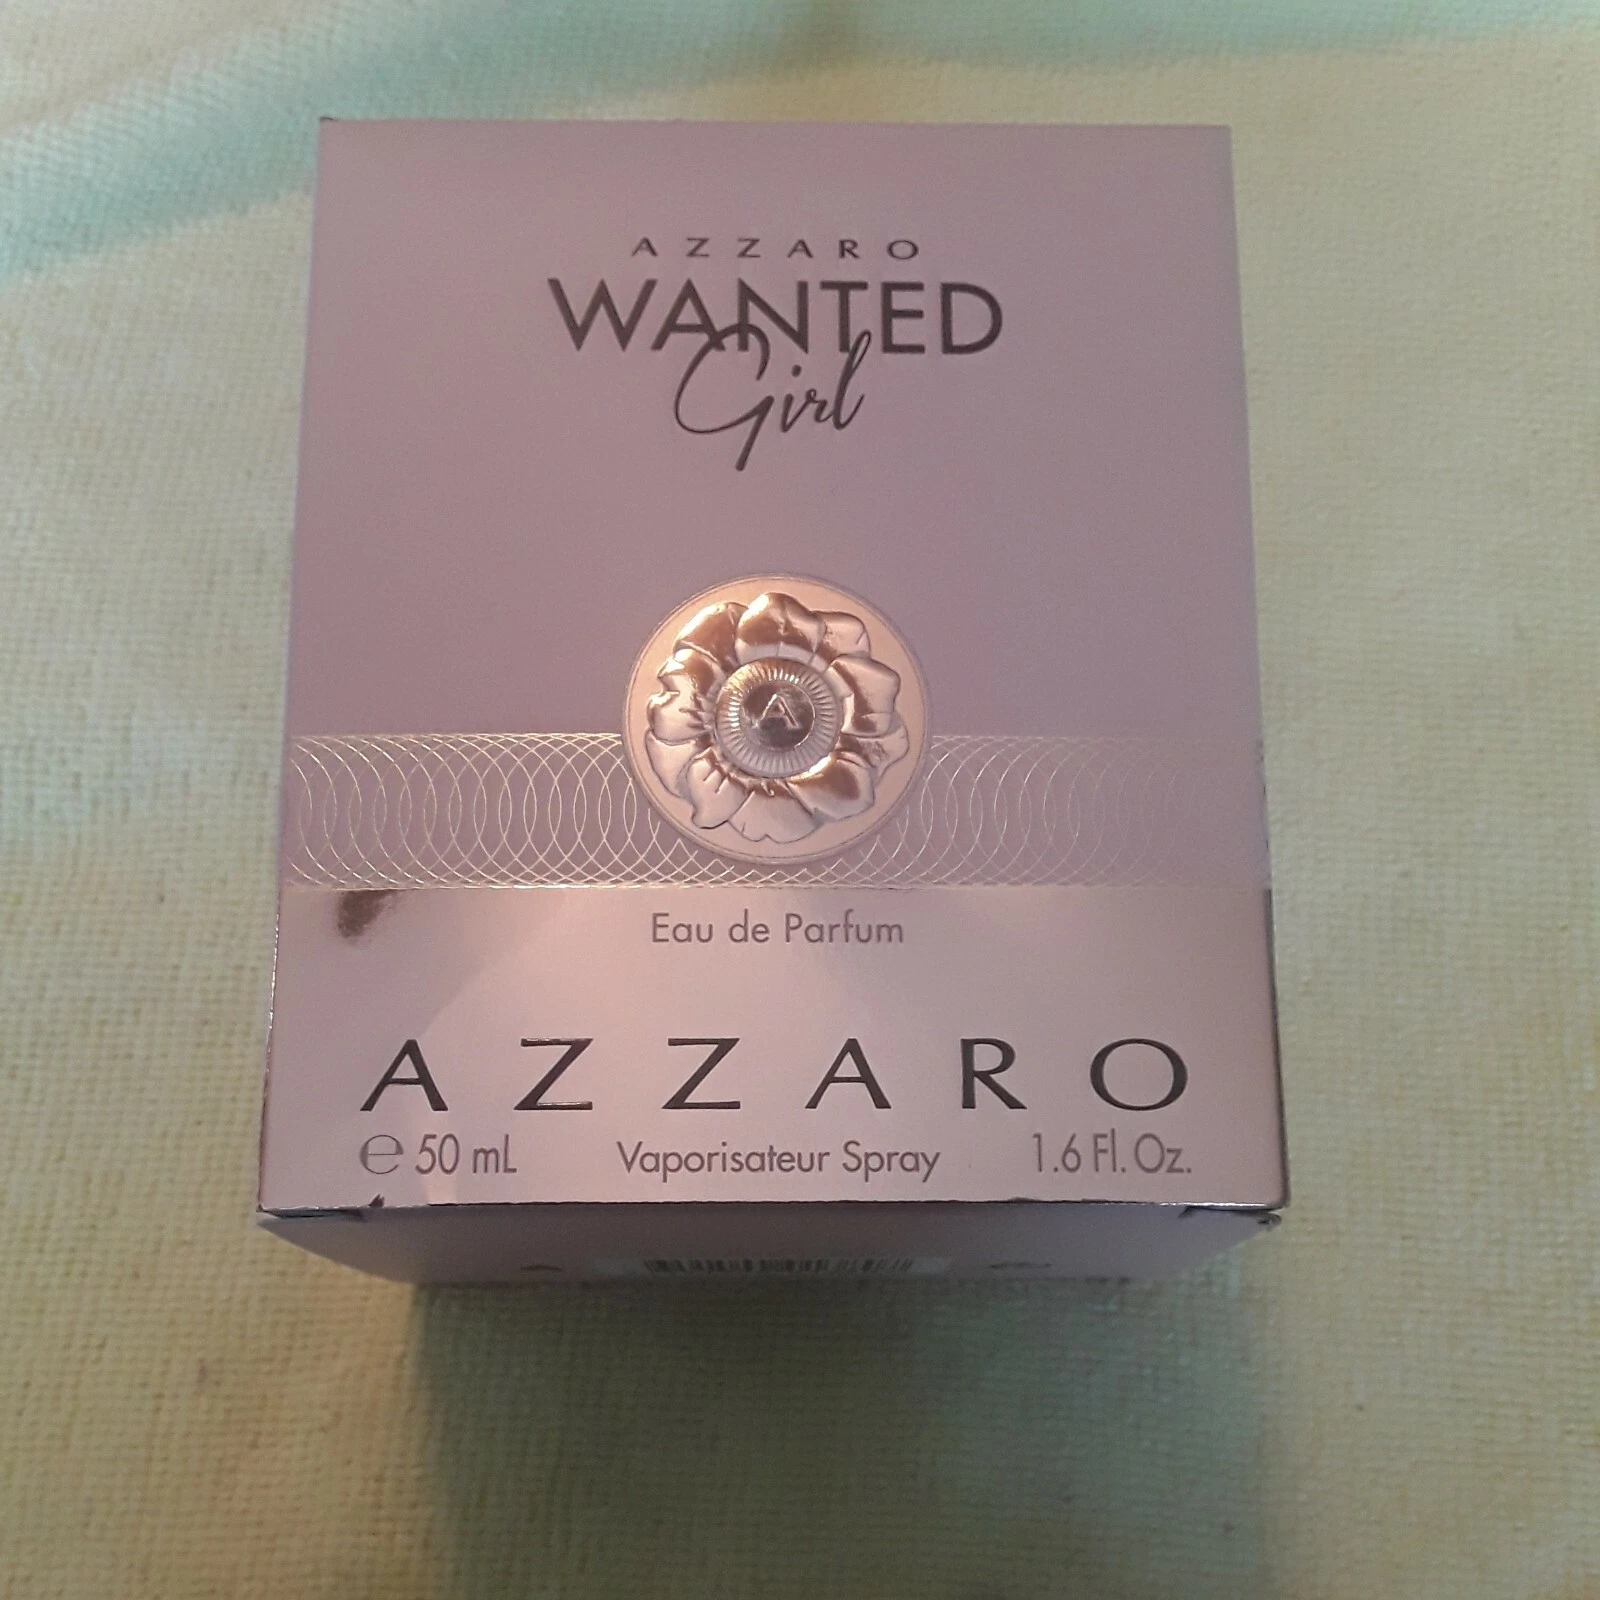 AZZARO
WANTED
Girl
A
Eau de Parfum
AZZARO
℮ 50 mL Vaporisateur Spray 1.6 Fl. Oz.